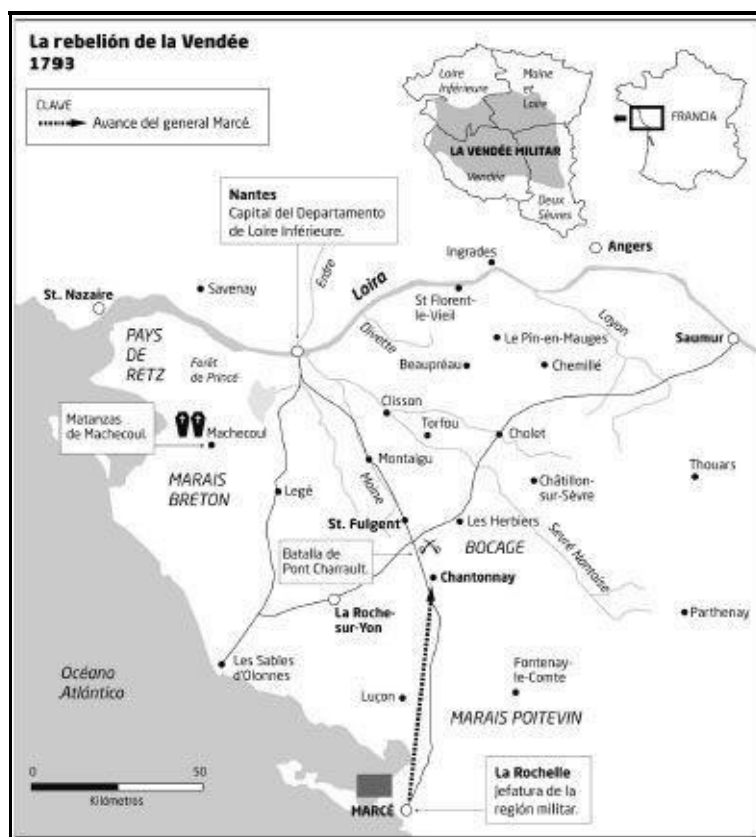 La rebelión de la Vendée
1793
CLAVE
Avance del general Marcé.
Loire
Inférieure
Maine
et
Loire
LA VENDÉE MILITAR
Vendée
Deux
Sèvres
FRANCIA
Nantes
Capital del Departamento
de Loire Inférieure.
Erdre
Loira
Ingrades
Angers
St. Nazaire
Savenay
St Florent-
le-Vieil
Layon
PAYS
DE
RETZ
Forêt
de Princé
Divette
Le Pin-en-Mauges
Saumur
Beaupréau
Chemillé
Matanzas
de Machecoul.
Machecoul
Clisson
Torfou
Cholet
MARAIS
BRETON
Montaigu
Thouars
Legé
Moine
Châtillon-
sur-Sèvre
St. Fulgent
Les Herbiers
Sevré Nantaise
Batalla de
Pont Charrault.
BOCAGE
Chantonnay
La Roche-
sur-Yon
Parthenay
Océano
Atlántico
Les Sables
d'Olonnes
Fontenay-
le-Comte
Luçon
MARAIS POITEVIN
0 50
Kilómetros
MARCÉ
La Rochelle
Jefatura de la
región militar.